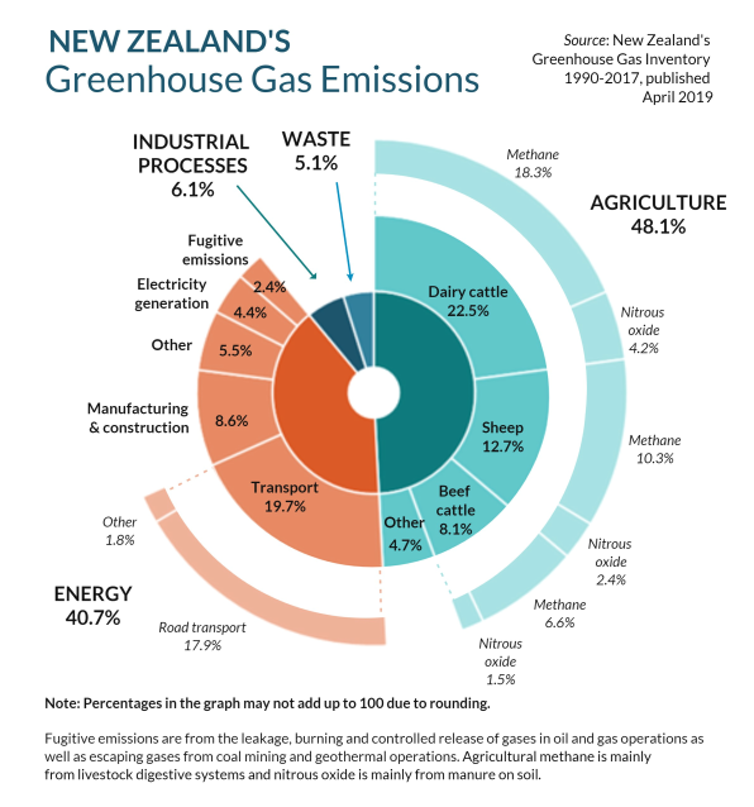 NEW ZEALAND'S
Greenhouse Gas Emissions
Source: New Zealand's
Greenhouse Gas Inventory
1990-2017, published
April 2019
INDUSTRIAL
PROCESSES
6.1%
WASTE
5.1%
Methane
18.3%
AGRICULTURE
48.1%
Fugitive
emissions
2.4%
Electricity
generation
4.4%
Dairy cattle
22.5%
Nitrous
oxide
4.2%
Other
5.5%
Manufacturing
& construction
8.6%
Sheep
12.7%
Methane
10.3%
Transport
19.7%
Beef
cattle
8.1%
Other
4.7%
Other
1.8%
Nitrous
oxide
2.4%
ENERGY
40.7%
Road transport
17.9%
Methane
6.6%
Nitrous
oxide
1.5%
Note: Percentages in the graph may not add up to 100 due to rounding.
Fugitive emissions are from the leakage, burning and controlled release of gases in oil and gas operations as
well as escaping gases from coal mining and geothermal operations. Agricultural methane is mainly
from livestock digestive systems and nitrous oxide is mainly from manure on soil.